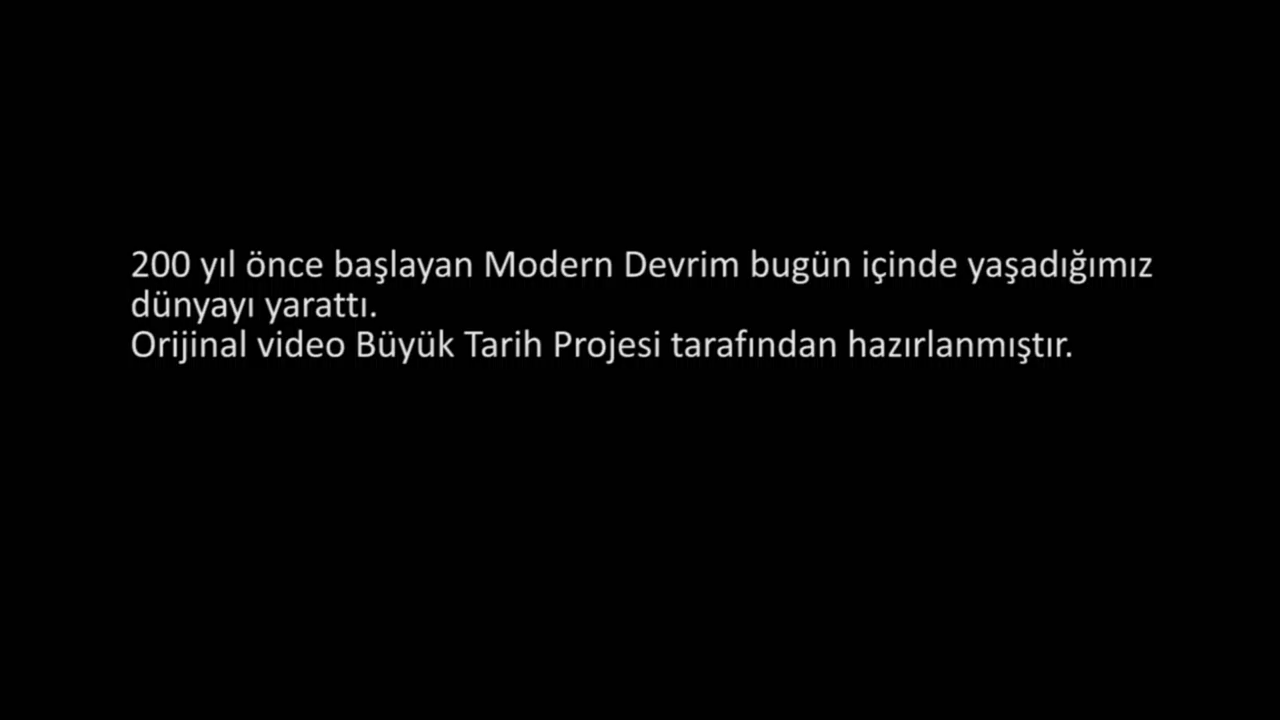 200 yıl önce başlayan Modern Devrim bugün içinde yaşadığımız
dünyayı yarattı.
Orijinal video Büyük Tarih Projesi tarafından hazırlanmıştır.